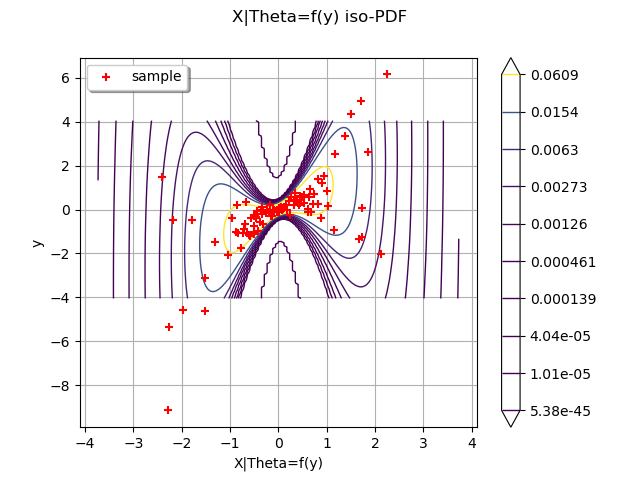 X|Theta=f(y) iso-PDF
sample
6
4
2
0
−2
−4
−6
−8
y
−4 −3 −2 −1 0 1 2 3 4
X|Theta=f(y)
0.0609
0.0154
0.0063
0.00273
0.00126
0.000461
0.000139
4.04e-05
1.01e-05
5.38e-45